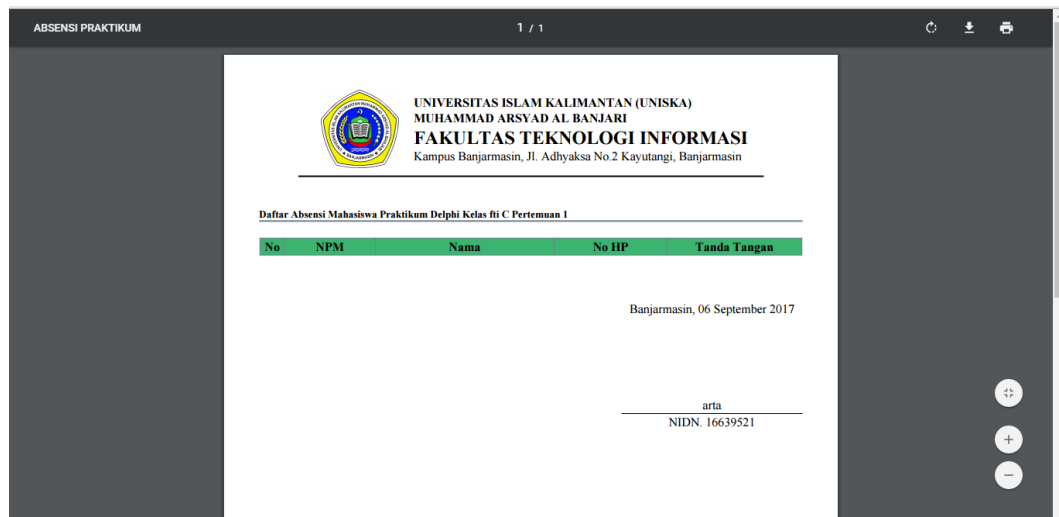 ABSENSI PRAKTIKUM 1 / 1
UNIVERSITAS ISLAM KALIMANTAN (UNISKA)
MUHAMMAD ARSYAD AL BANJARI
FAKULTAS TEKNOLOGI INFORMASI
Kampus Banjarmasin, Jl. Adhyaksa No.2 Kayutangi, Banjarmasin
Daftar Absensi Mahasiswa Praktikum Delphi Kelas fti C Pertemuan 1
No NPM Nama No HP Tanda Tangan
Banjarmasin, 06 September 2017
arta
NIDN. 16639521